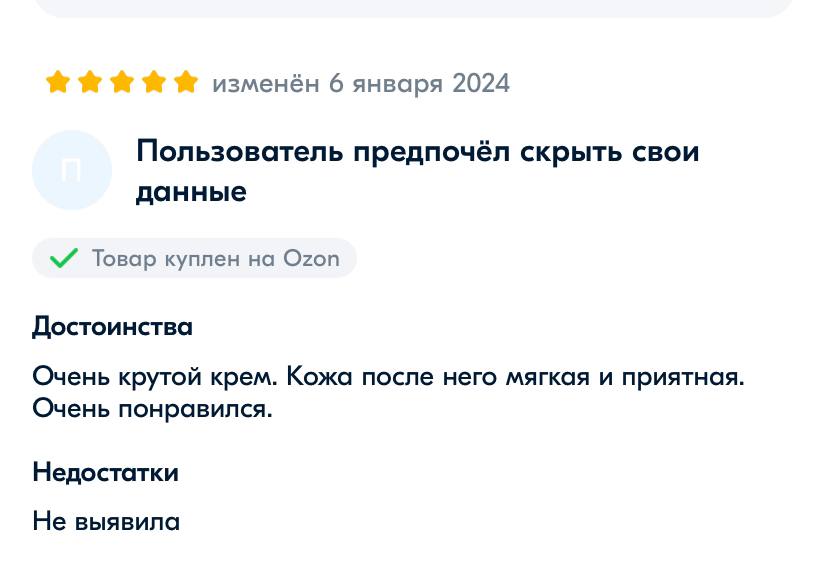 изменён 6 января 2024
П
Пользователь предпочёл скрыть свои
данные
Товар куплен на Ozon
Достоинства
Очень крутой крем. Кожа после него мягкая и приятная.
Очень понравился.
Недостатки
Не выявила